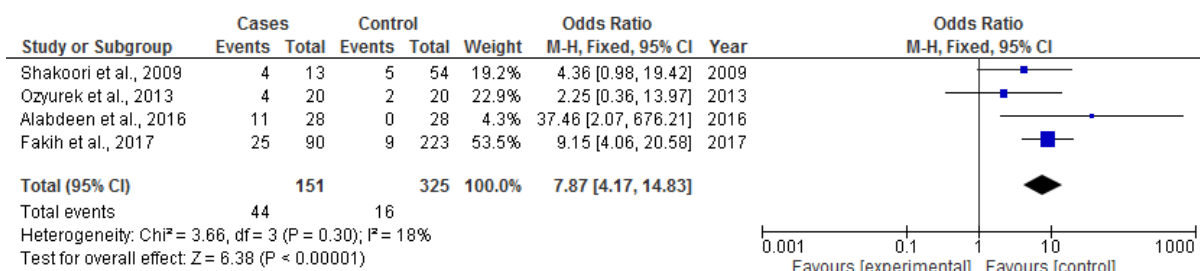 Cases Control Odds Ratio Odds Ratio
Study or Subgroup Events Total Events Total Weight M-H, Fixed, 95% CI Year M-H, Fixed, 95% CI
Shakoori et al., 2009 4 13 5 54 19.2% 4.36 [0.98, 19.42] 2009
Ozyurek et al., 2013 4 20 2 20 22.9% 2.25 [0.36, 13.97] 2013
Alabdeen et al., 2016 11 28 0 28 4.3% 37.46 [2.07, 676.21] 2016
Fakih et al., 2017 25 90 9 223 53.5% 9.15 [4.06, 20.58] 2017
Total (95% CI) 151 325 100.0% 7.87 [4.17, 14.83]
Total events 44 16
Heterogeneity: Chi² = 3.66, df = 3 (P = 0.30); I² = 18%
Test for overall effect: Z = 6.38 (P < 0.00001)
0.001 0.1 1 10 1000
Favours [experimental] Favours [control]